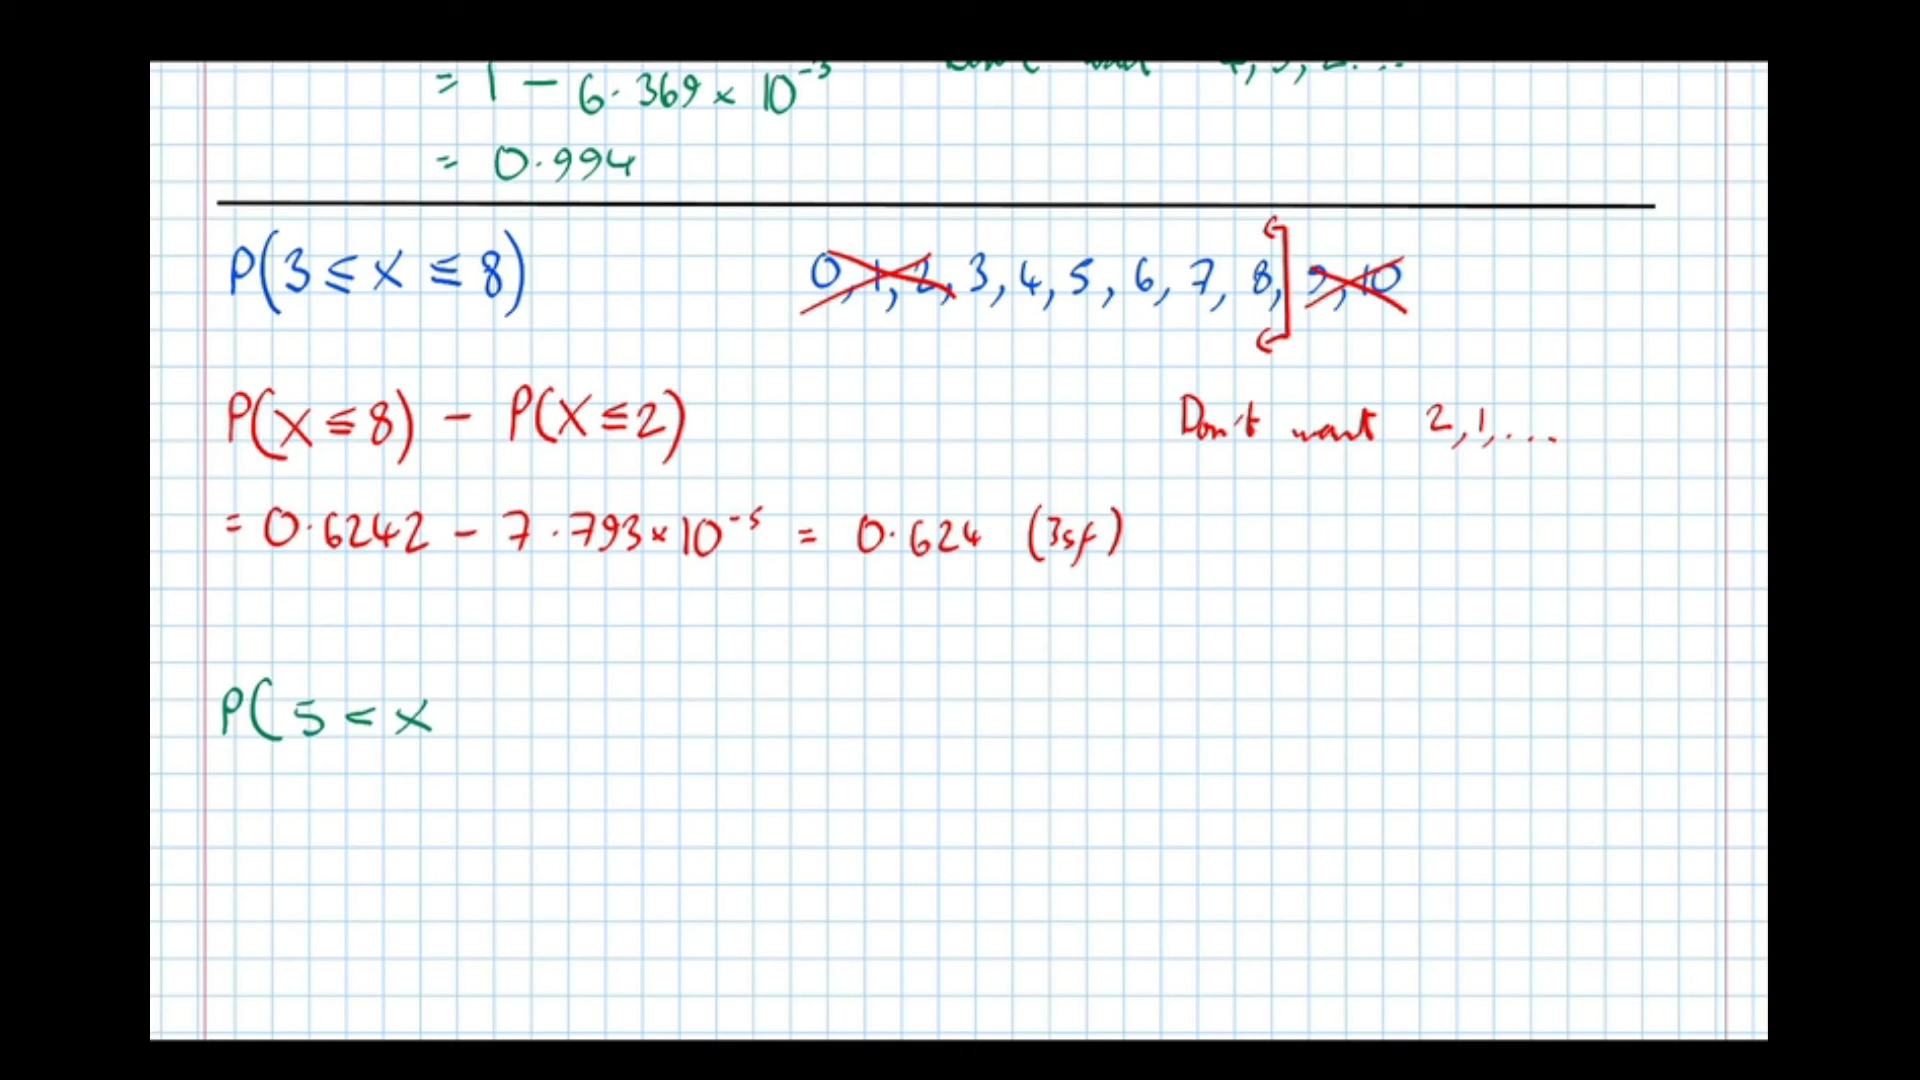 = 1 - 6.369 × 10⁻³
= 0.994
P(3 ≤ X ≤ 8) 0, 1, 2, 3, 4, 5, 6, 7, 8, 9, 10
P(X ≤ 8) - P(X ≤ 2) Don't want 2, 1, ...
= 0.6242 - 7.793 × 10⁻⁵ = 0.624 (3sf)
P( 5 < X